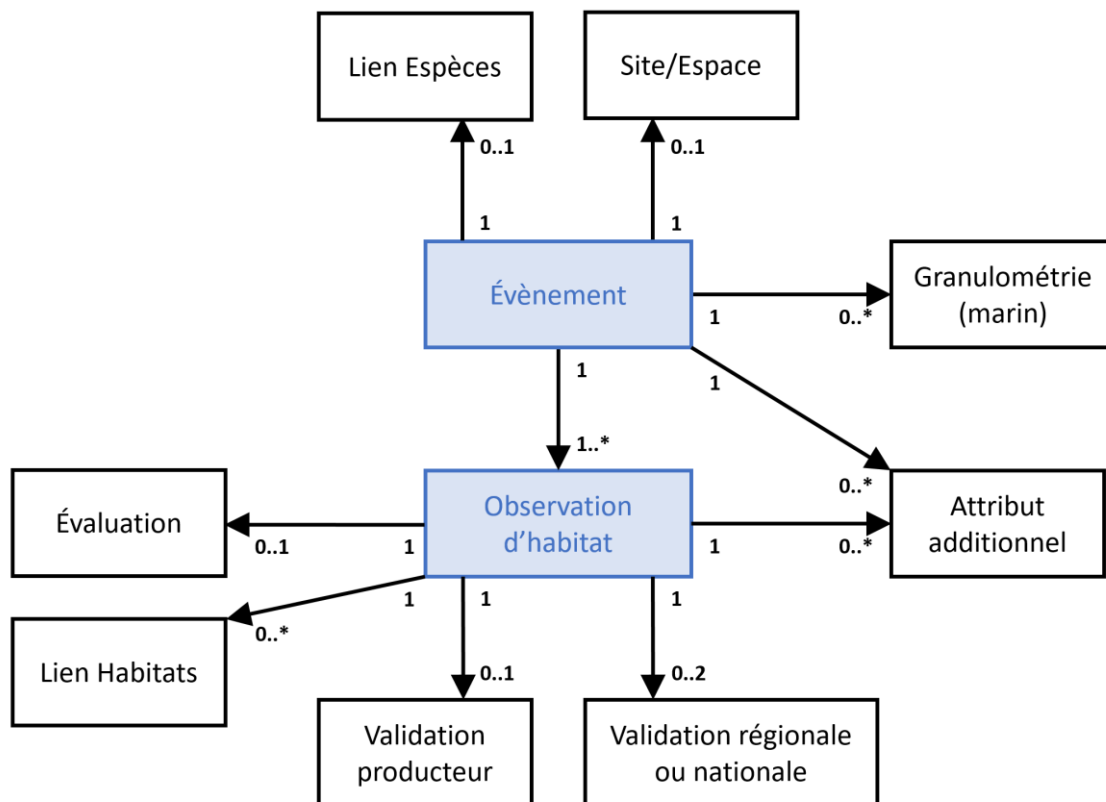 Lien Espèces
Site/Espace
0..1
0..1
1
1
Évènement
Granulométrie
(marin)
1
0..*
1
1
1..*
0..*
Évaluation
Observation
d’habitat
Attribut
additionnel
0..1
1
1
0..*
1
1
1
0..*
Lien Habitats
0..1
0..2
Validation
producteur
Validation régionale
ou nationale